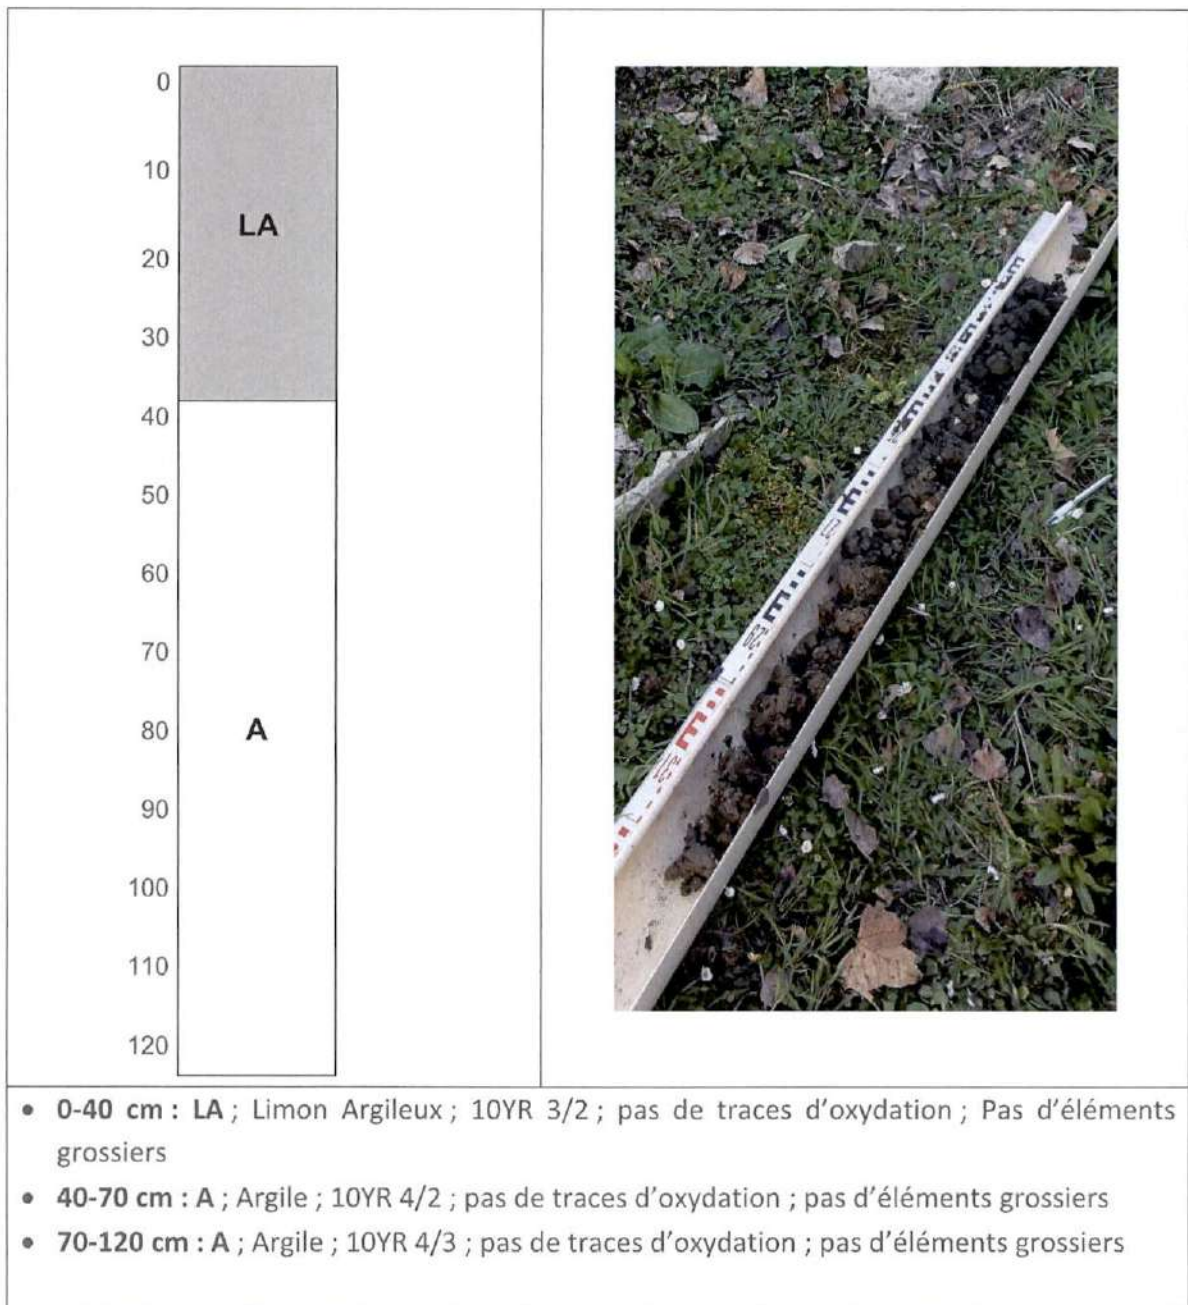 0
10
LA
20
30
40
50
60
70
80
A
90
100
110
120
• 0-40 cm : LA ; Limon Argileux ; 10YR 3/2 ; pas de traces d'oxydation ; Pas d'éléments
grossiers
• 40-70 cm : A ; Argile ; 10YR 4/2 ; pas de traces d'oxydation ; pas d'éléments grossiers
• 70-120 cm : A ; Argile ; 10YR 4/3 ; pas de traces d'oxydation ; pas d'éléments grossiers